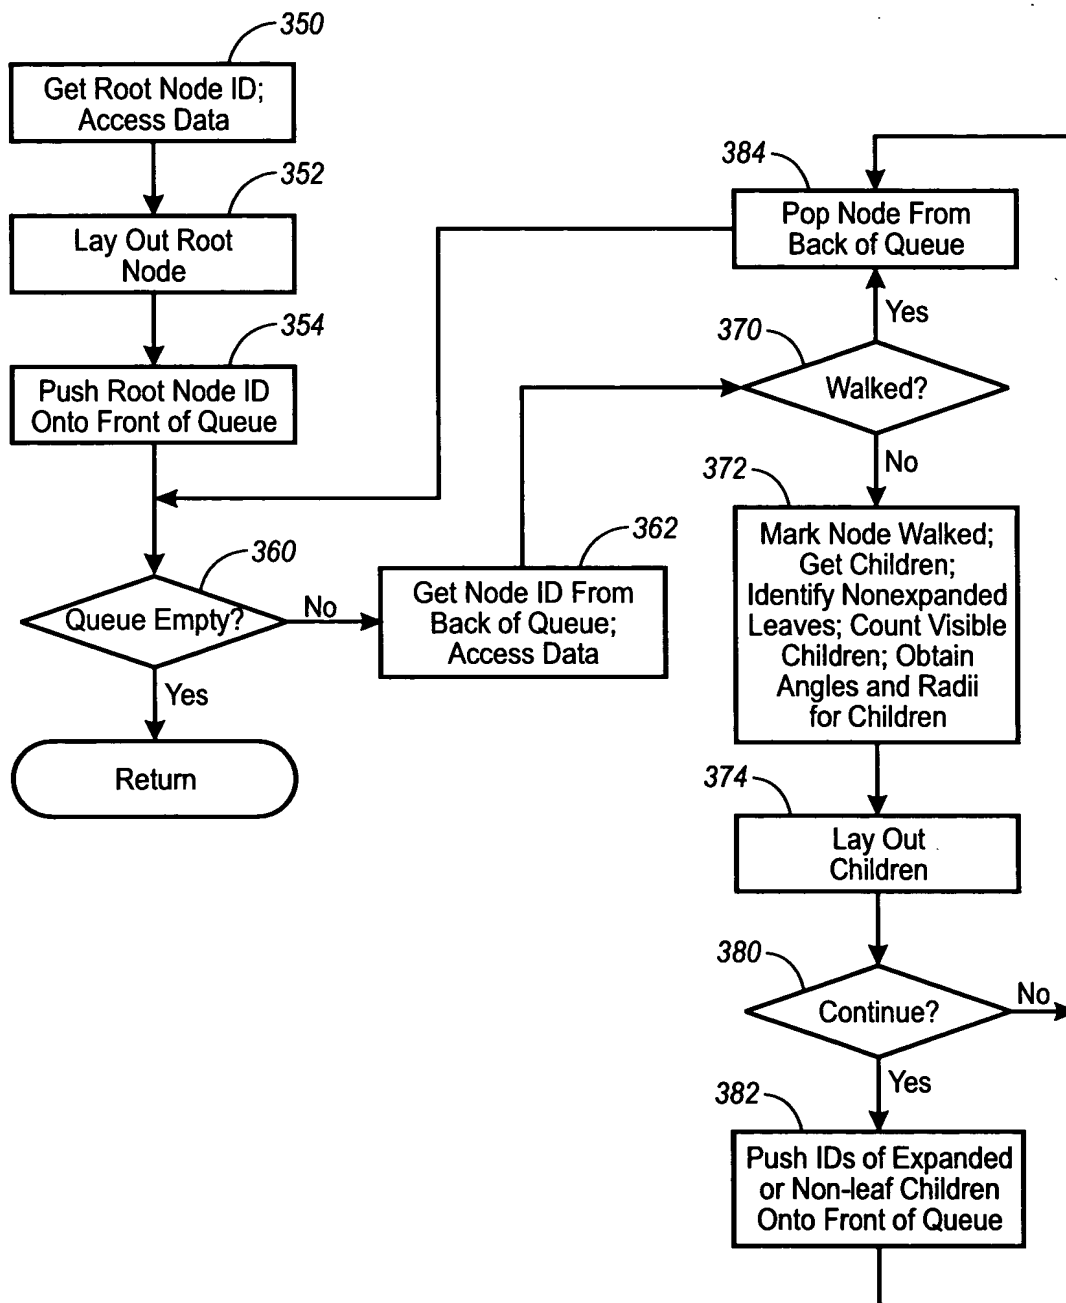 350
Get Root Node ID;
Access Data
352
Lay Out Root
Node
354
Push Root Node ID
Onto Front of Queue
360
Queue Empty?
No
Yes
Return
362
Get Node ID From
Back of Queue;
Access Data
384
Pop Node From
Back of Queue
Yes
370
Walked?
No
372
Mark Node Walked;
Get Children;
Identify Nonexpanded
Leaves; Count Visible
Children; Obtain
Angles and Radii
for Children
374
Lay Out
Children
380
Continue?
No
Yes
382
Push IDs of Expanded
or Non-leaf Children
Onto Front of Queue